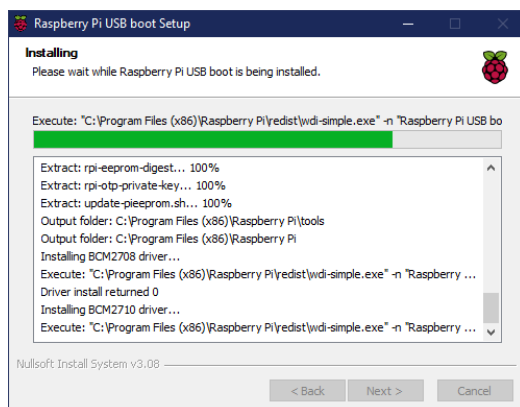 Raspberry Pi USB boot Setup
Installing
Please wait while Raspberry Pi USB boot is being installed.
Execute: "C:\Program Files (x86)\Raspberry Pi\redist\wdi-simple.exe" -n "Raspberry Pi USB bo
Extract: rpi-eeprom-digest... 100%
Extract: rpi-otp-private-key... 100%
Extract: update-pieeprom.sh... 100%
Output folder: C:\Program Files (x86)\Raspberry Pi\tools
Output folder: C:\Program Files (x86)\Raspberry Pi
Installing BCM2708 driver...
Execute: "C:\Program Files (x86)\Raspberry Pi\redist\wdi-simple.exe" -n "Raspberry ...
Driver install returned 0
Installing BCM2710 driver...
Execute: "C:\Program Files (x86)\Raspberry Pi\redist\wdi-simple.exe" -n "Raspberry ...
Nullsoft Install System v3.08
< Back Next > Cancel